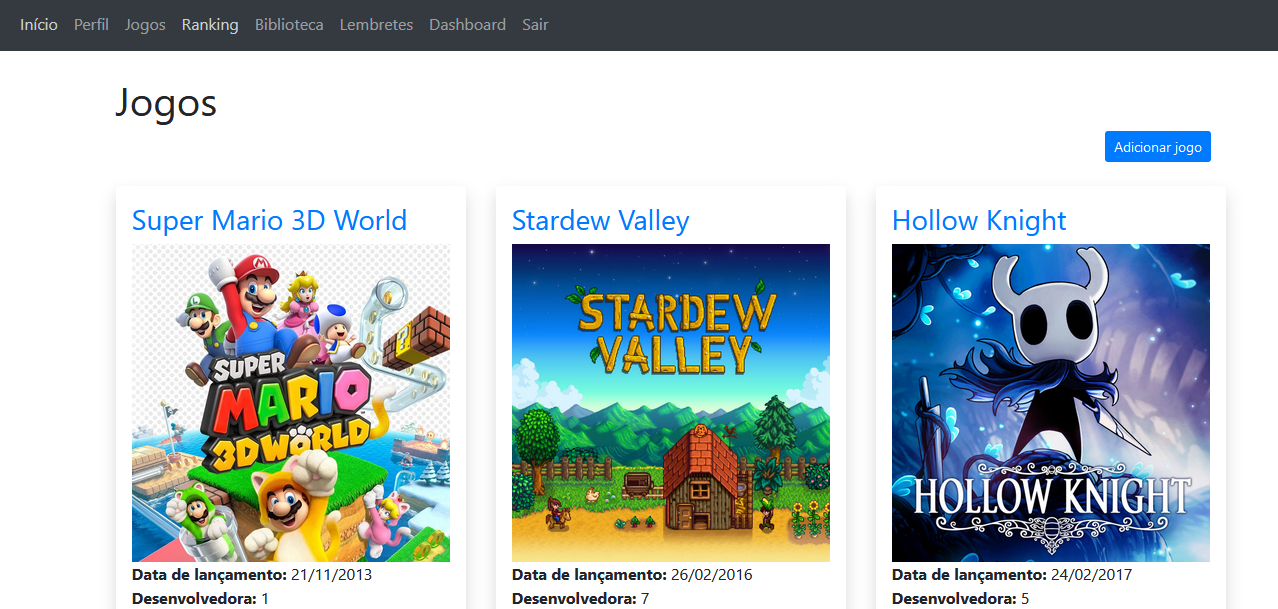 Início Perfil Jogos Ranking Biblioteca Lembretes Dashboard Sair
Jogos
Adicionar jogo
Super Mario 3D World
SUPER
MARIO
3D WORLD
Data de lançamento: 21/11/2013
Desenvolvedora: 1
Stardew Valley
STARDEW
VALLEY
Data de lançamento: 26/02/2016
Desenvolvedora: 7
Hollow Knight
HOLLOW KNIGHT
Data de lançamento: 24/02/2017
Desenvolvedora: 5